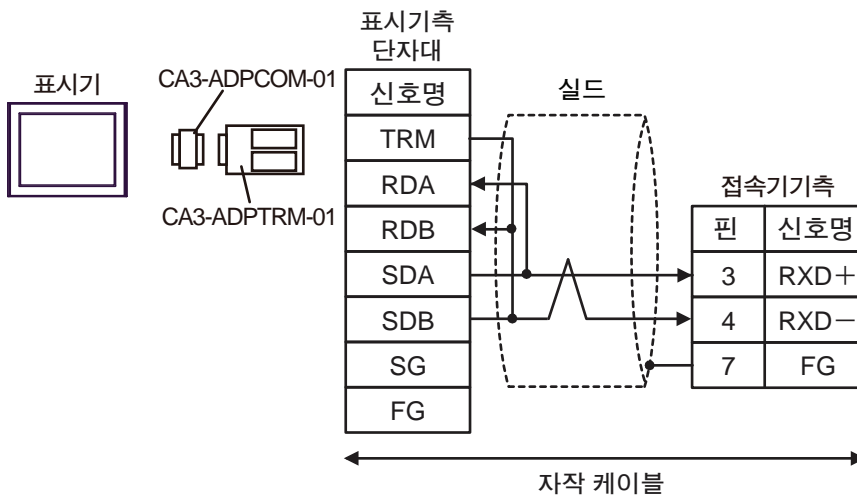 표시기
CA3-ADPCOM-01
CA3-ADPTRM-01
표시기측
단자대
신호명
TRM
RDA
RDB
SDA
SDB
SG
FG
실드
접속기기측
핀 신호명
3 RXD+
4 RXD-
7 FG
자작 케이블